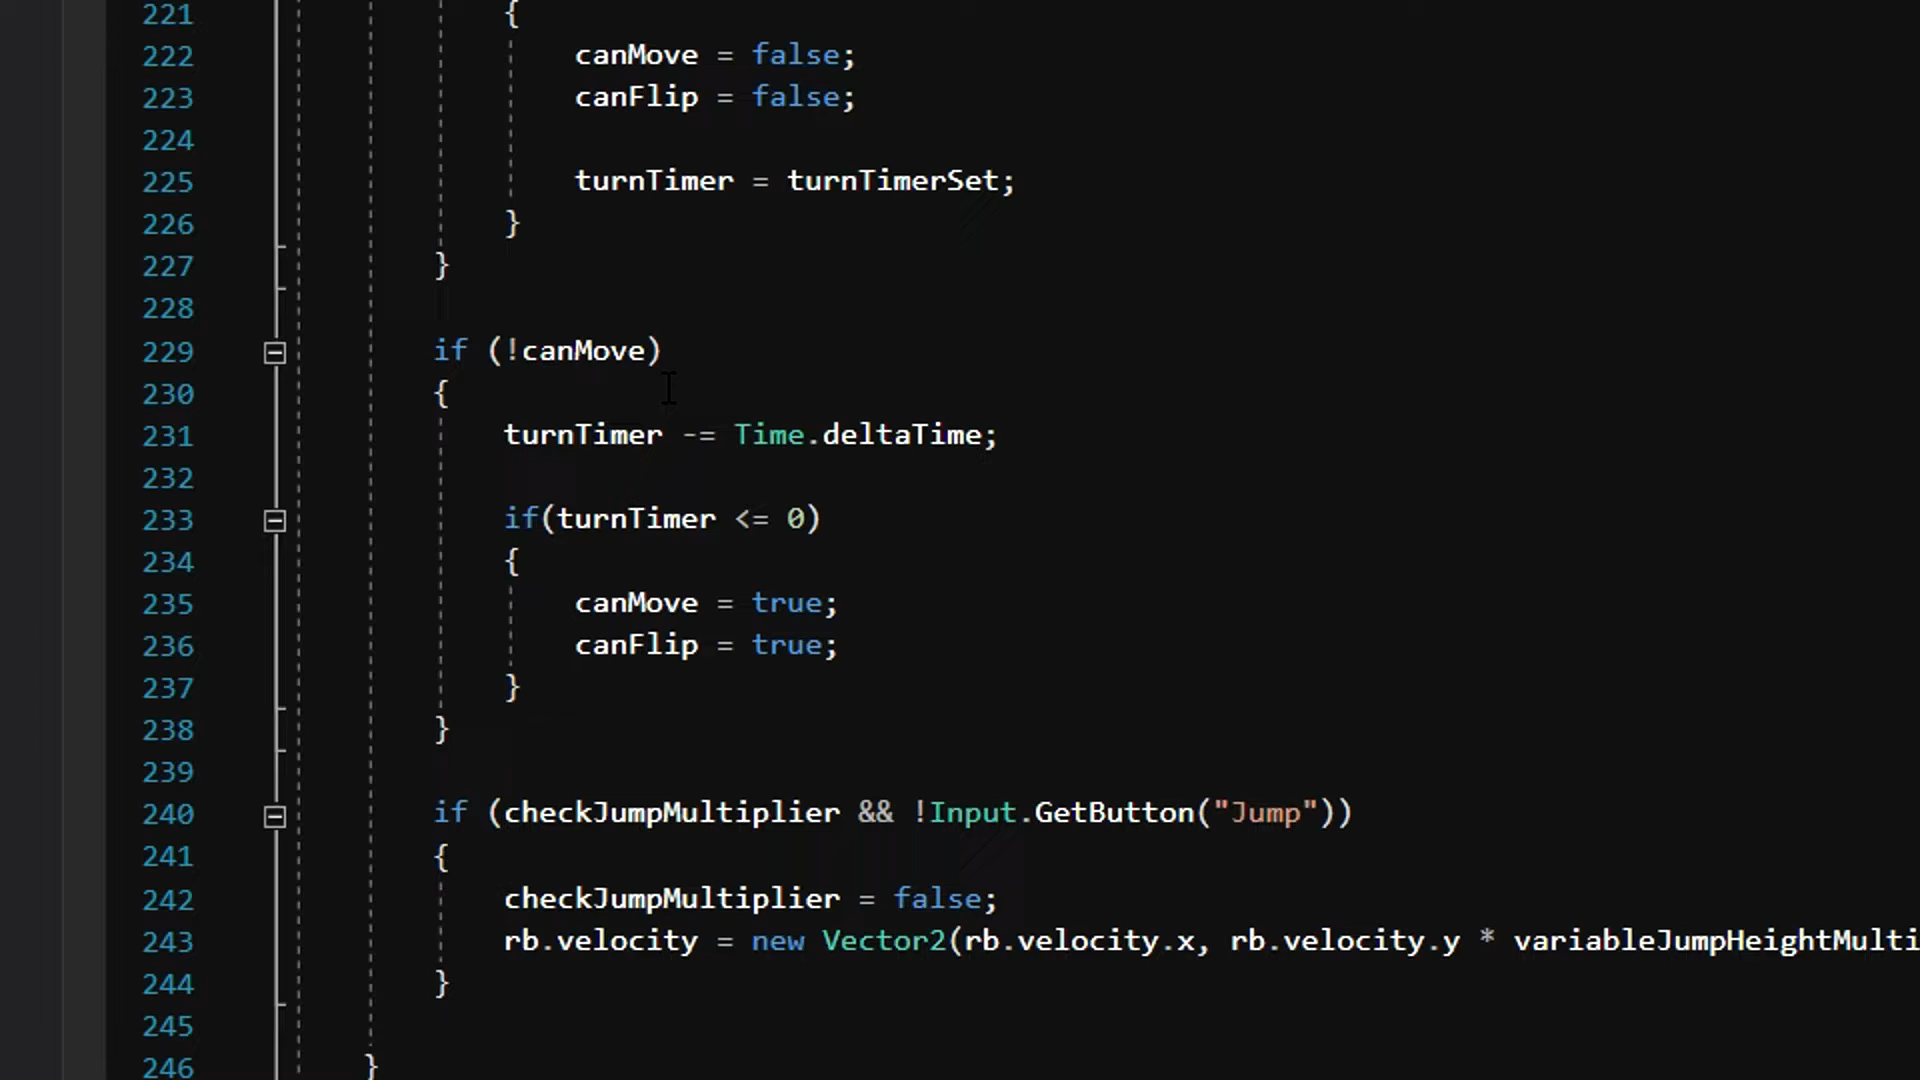 221 {
222 canMove = false;
223 canFlip = false;
224
225 turnTimer = turnTimerSet;
226 }
227 }
228
229 if (!canMove)
230 {
231 turnTimer -= Time.deltaTime;
232
233 if(turnTimer <= 0)
234 {
235 canMove = true;
236 canFlip = true;
237 }
238 }
239
240 if (checkJumpMultiplier && !Input.GetButton("Jump"))
241 {
242 checkJumpMultiplier = false;
243 rb.velocity = new Vector2(rb.velocity.x, rb.velocity.y * variableJumpHeightMulti
244 }
245
246 }